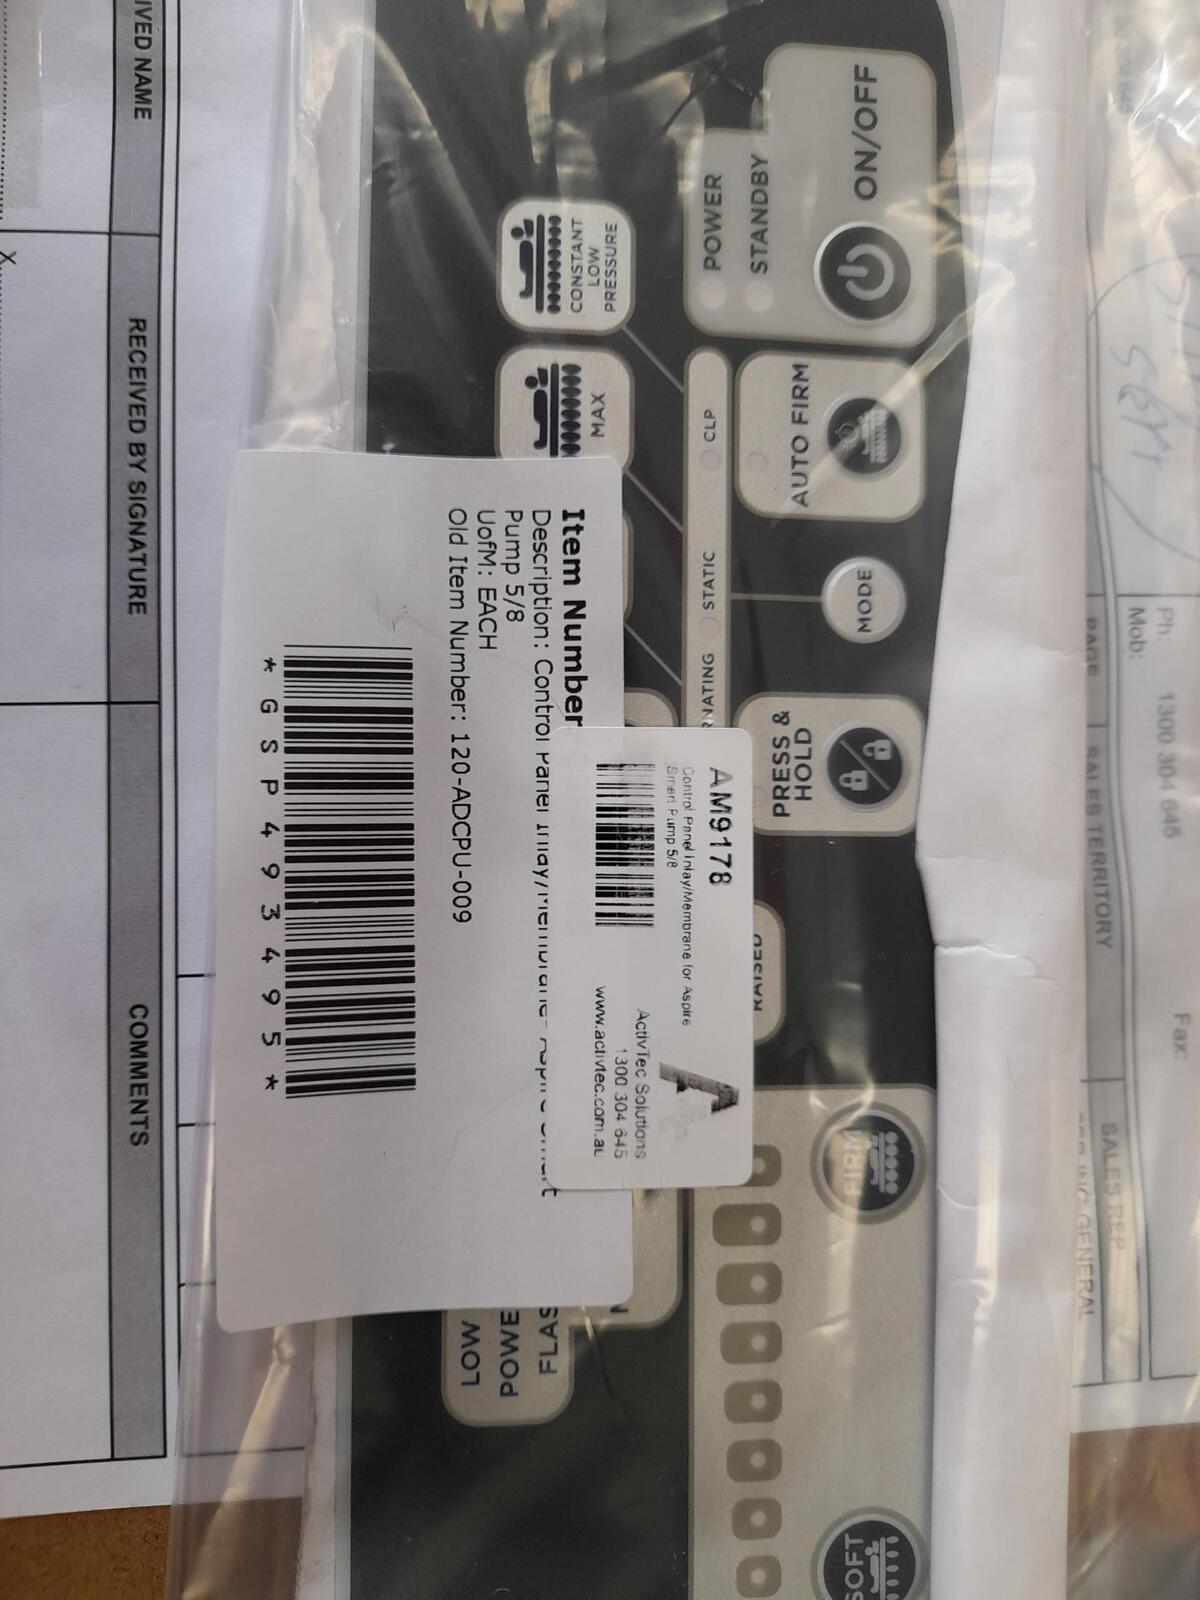 IVED NAME
RECEIVED BY SIGNATURE
COMMENTS
X
ON/OFF
POWER
STANDBY
CONSTANT
LOW
PRESSURE
MAX
AUTO FIRM
CLP
STATIC
RNATING
MODE
PRESS &
HOLD
RAISED
FIRM
SOFT
FLAS
POWE
LOW
N
Item Number
Description: Control Panel Inlay/Membrane- Aspire Smart
Pump 5/8
UofM: EACH
Old Item Number: 120-ADCPU-009
*GSP493495*
AM9178
Control Panel Inlay/Membrane for Aspire
Smart Pump 5/8
ActivTec Solutions
1300 304 645
www.activtec.com.au
Ph: 1300 304 645
Fax:
Mob:
PAGE
SALES TERRITORY
SALES REP
GENERAL